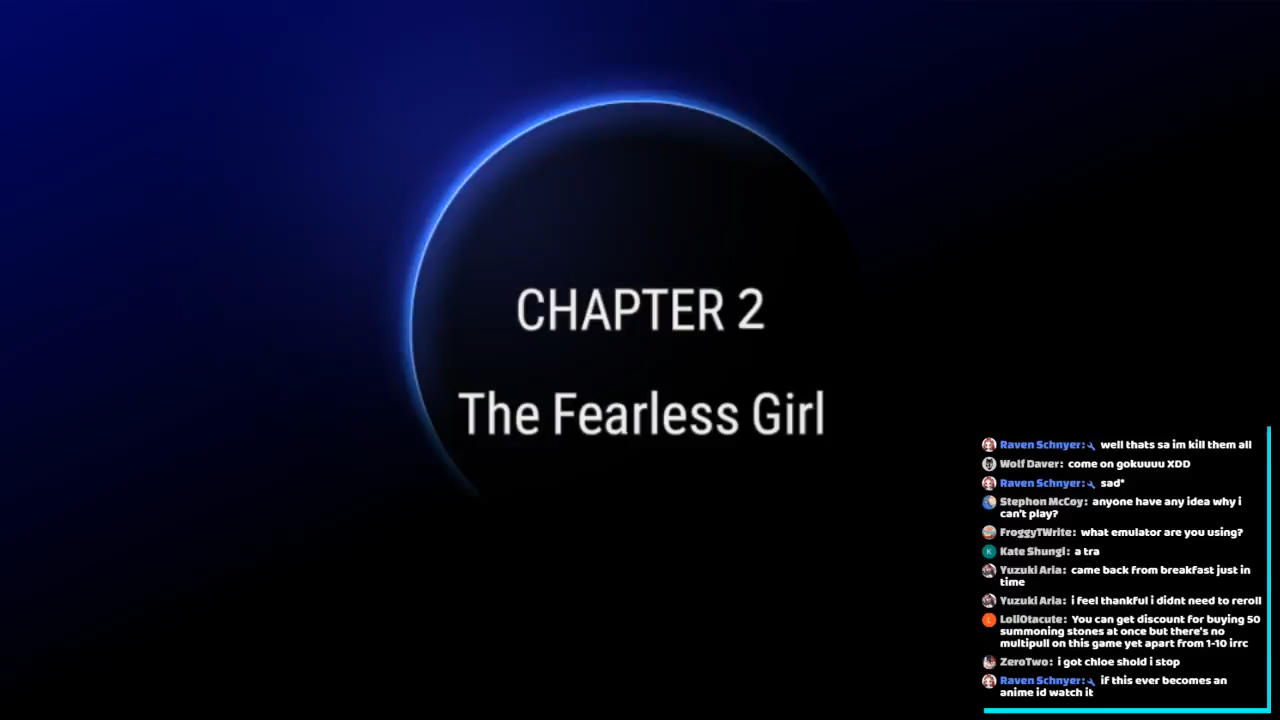 CHAPTER 2
The Fearless Girl
Raven Schnyer: well thats sa im kill them all
Wolf Daver: come on gokuuuu XDD
Raven Schnyer: sad*
Stephon McCoy: anyone have any idea why i
can't play?
FroggyTWrite: what emulator are you using?
K Kate Shungi: a tra
Yuzuki Aria: came back from breakfast just in
time
Yuzuki Aria: i feel thankful i didnt need to reroll
L LoliOtacute: You can get discount for buying 50
summoning stones at once but there's no
multipull on this game yet apart from 1-10 irrc
ZeroTwo: i got chloe shold i stop
Raven Schnyer: if this ever becomes an
anime id watch it